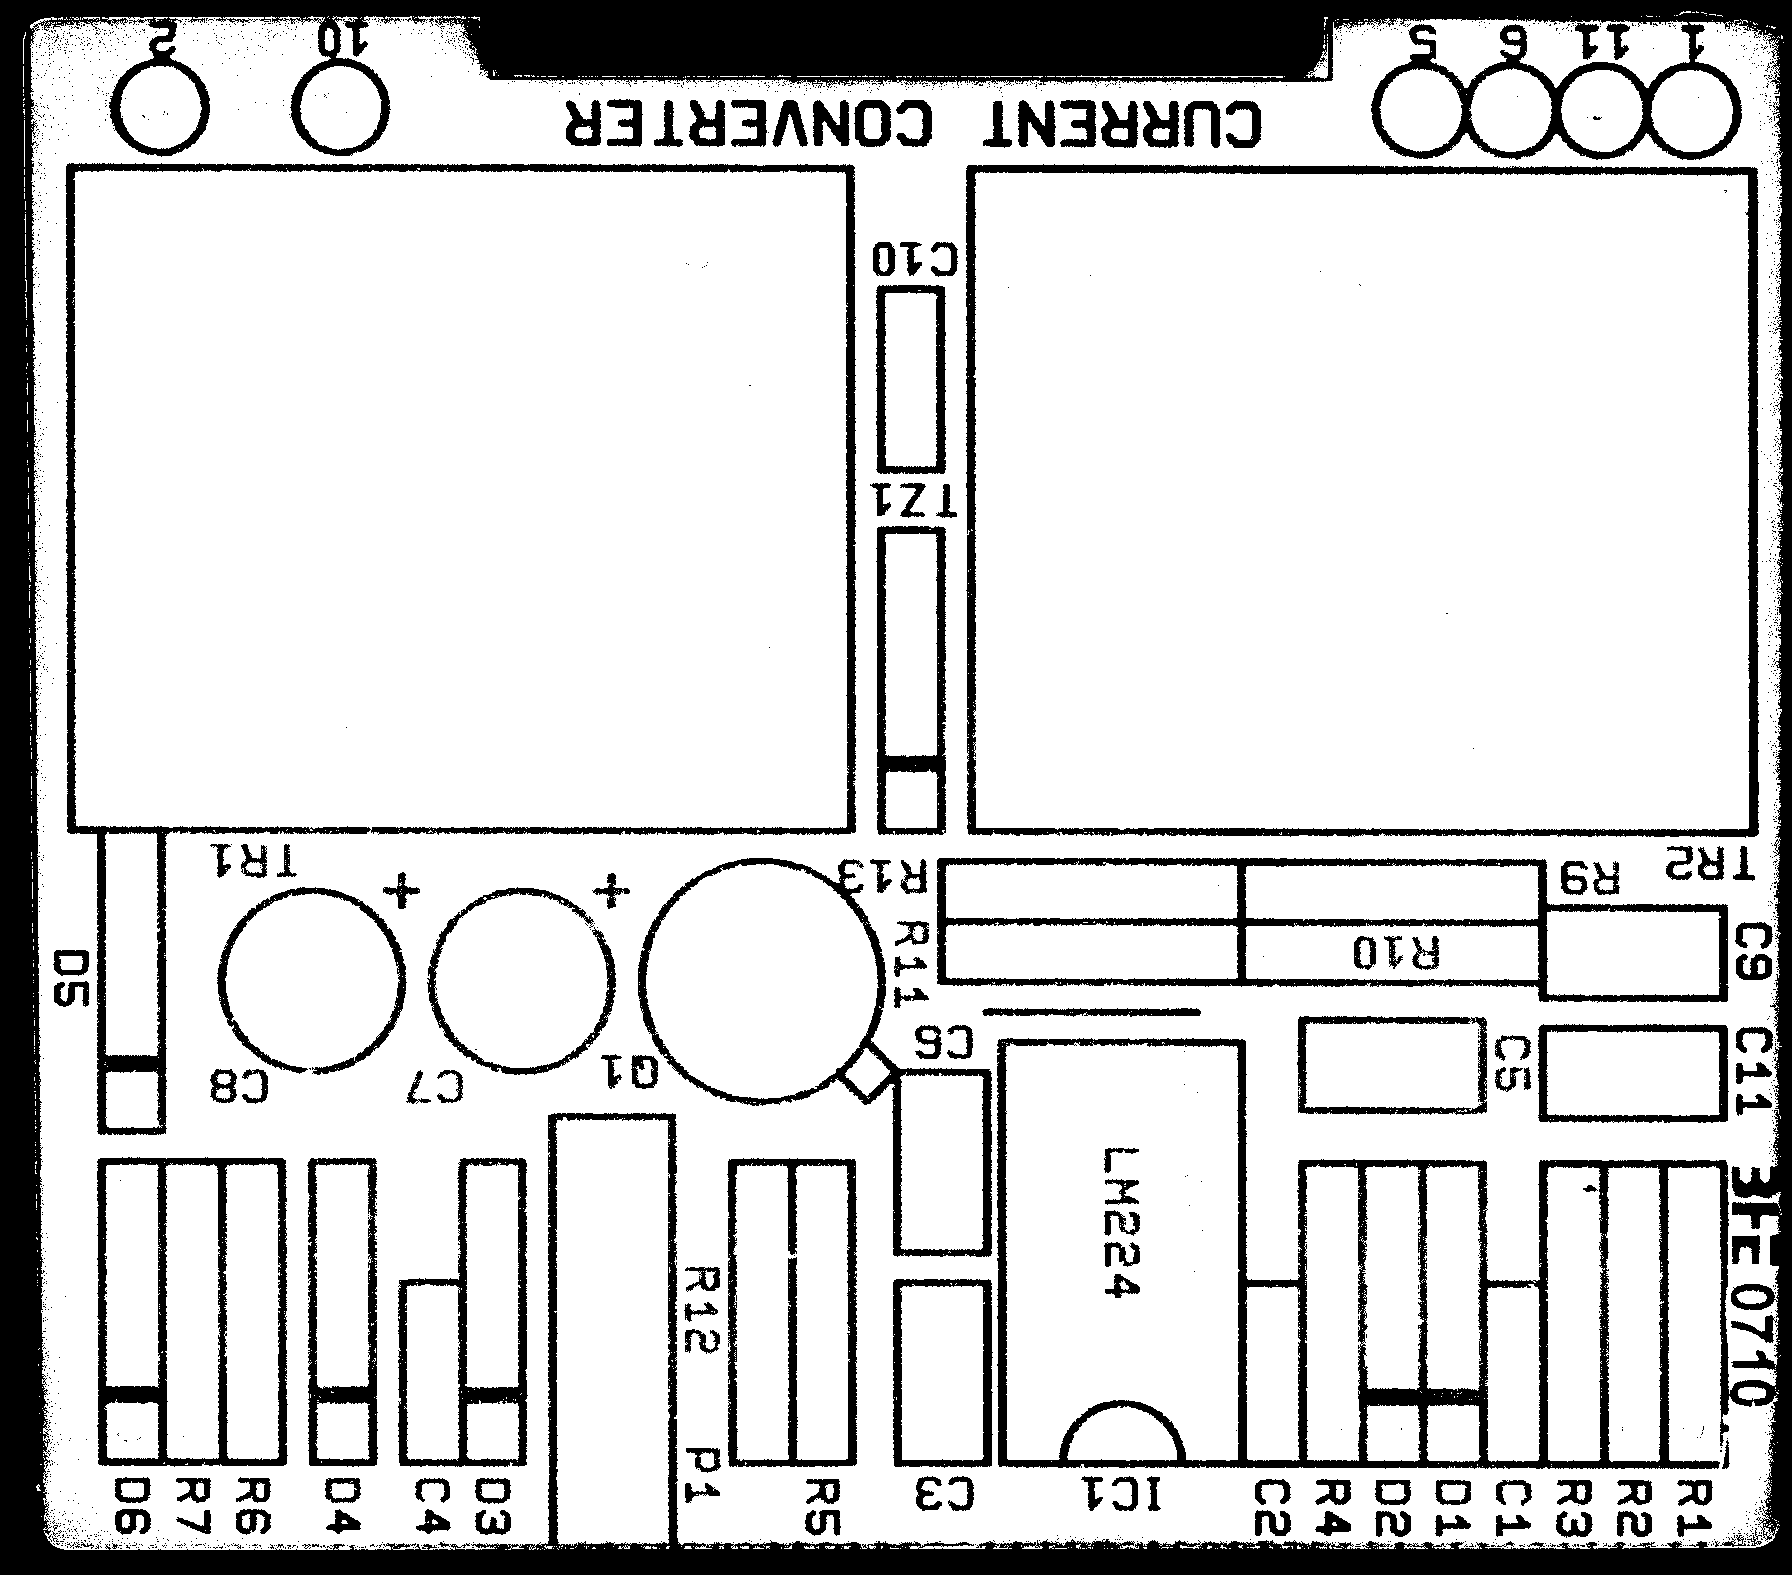 2
10
5
6
11
1
CURRENT CONVERTER
C10
TZ1
TR1
R13
R9
TR2
R11
R10
C9
D5
C8
C7
Q1
C6
C5
C11
LM224
R12
0710
P1
D6
R7
R6
D4
C4
D3
R5
C3
IC1
C2
R4
D2
D1
C1
R3
R2
R1